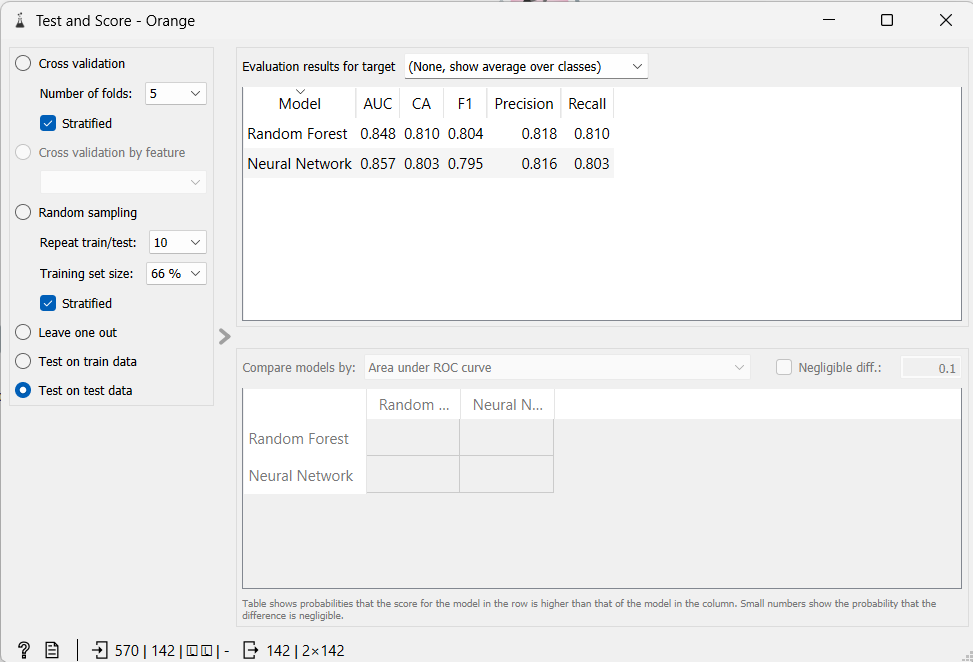 Test and Score - Orange
Cross validation
Number of folds: 5
Stratified
Cross validation by feature
Random sampling
Repeat train/test: 10
Training set size: 66 %
Stratified
Leave one out
Test on train data
Test on test data
Evaluation results for target (None, show average over classes)
Model AUC CA F1 Precision Recall
Random Forest 0.848 0.810 0.804 0.818 0.810
Neural Network 0.857 0.803 0.795 0.816 0.803
Compare models by: Area under ROC curve Negligible diff.: 0.1
Random ... Neural N...
Random Forest
Neural Network
Table shows probabilities that the score for the model in the row is higher than that of the model in the column. Small numbers show the probability that the
difference is negligible.
? 570 | 142 | | - 142 | 2×142